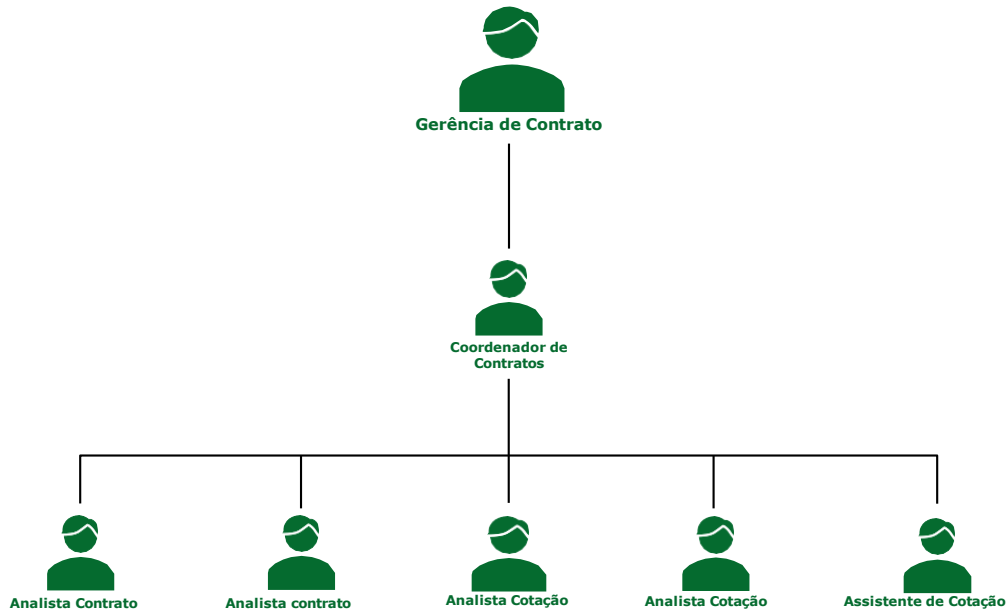 Gerência de Contrato
Coordenador de
Contratos
Analista Contrato
Analista contrato
Analista Cotação
Analista Cotação
Assistente de Cotação